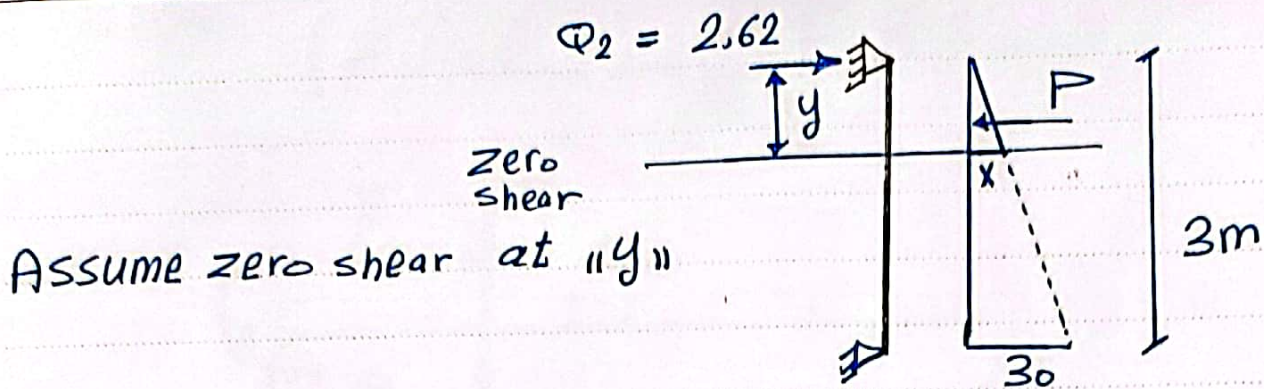 Q₂ = 2,62
y
P
zero
shear
x
Assume zero shear at "y"
3m
30